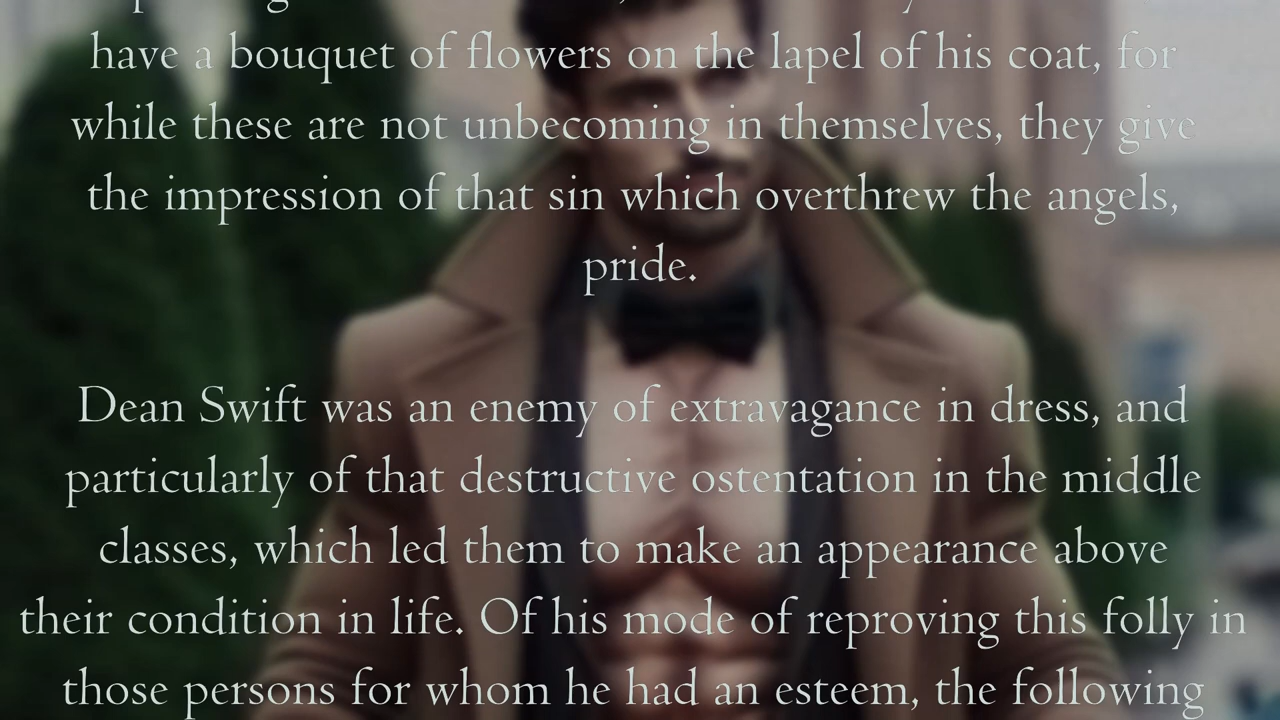 have a bouquet of flowers on the lapel of his coat, for
while these are not unbecoming in themselves, they give
the impression of that sin which overthrew the angels,
pride.
Dean Swift was an enemy of extravagance in dress, and
particularly of that destructive ostentation in the middle
classes, which led them to make an appearance above
their condition in life. Of his mode of reproving this folly in
those persons for whom he had an esteem, the following